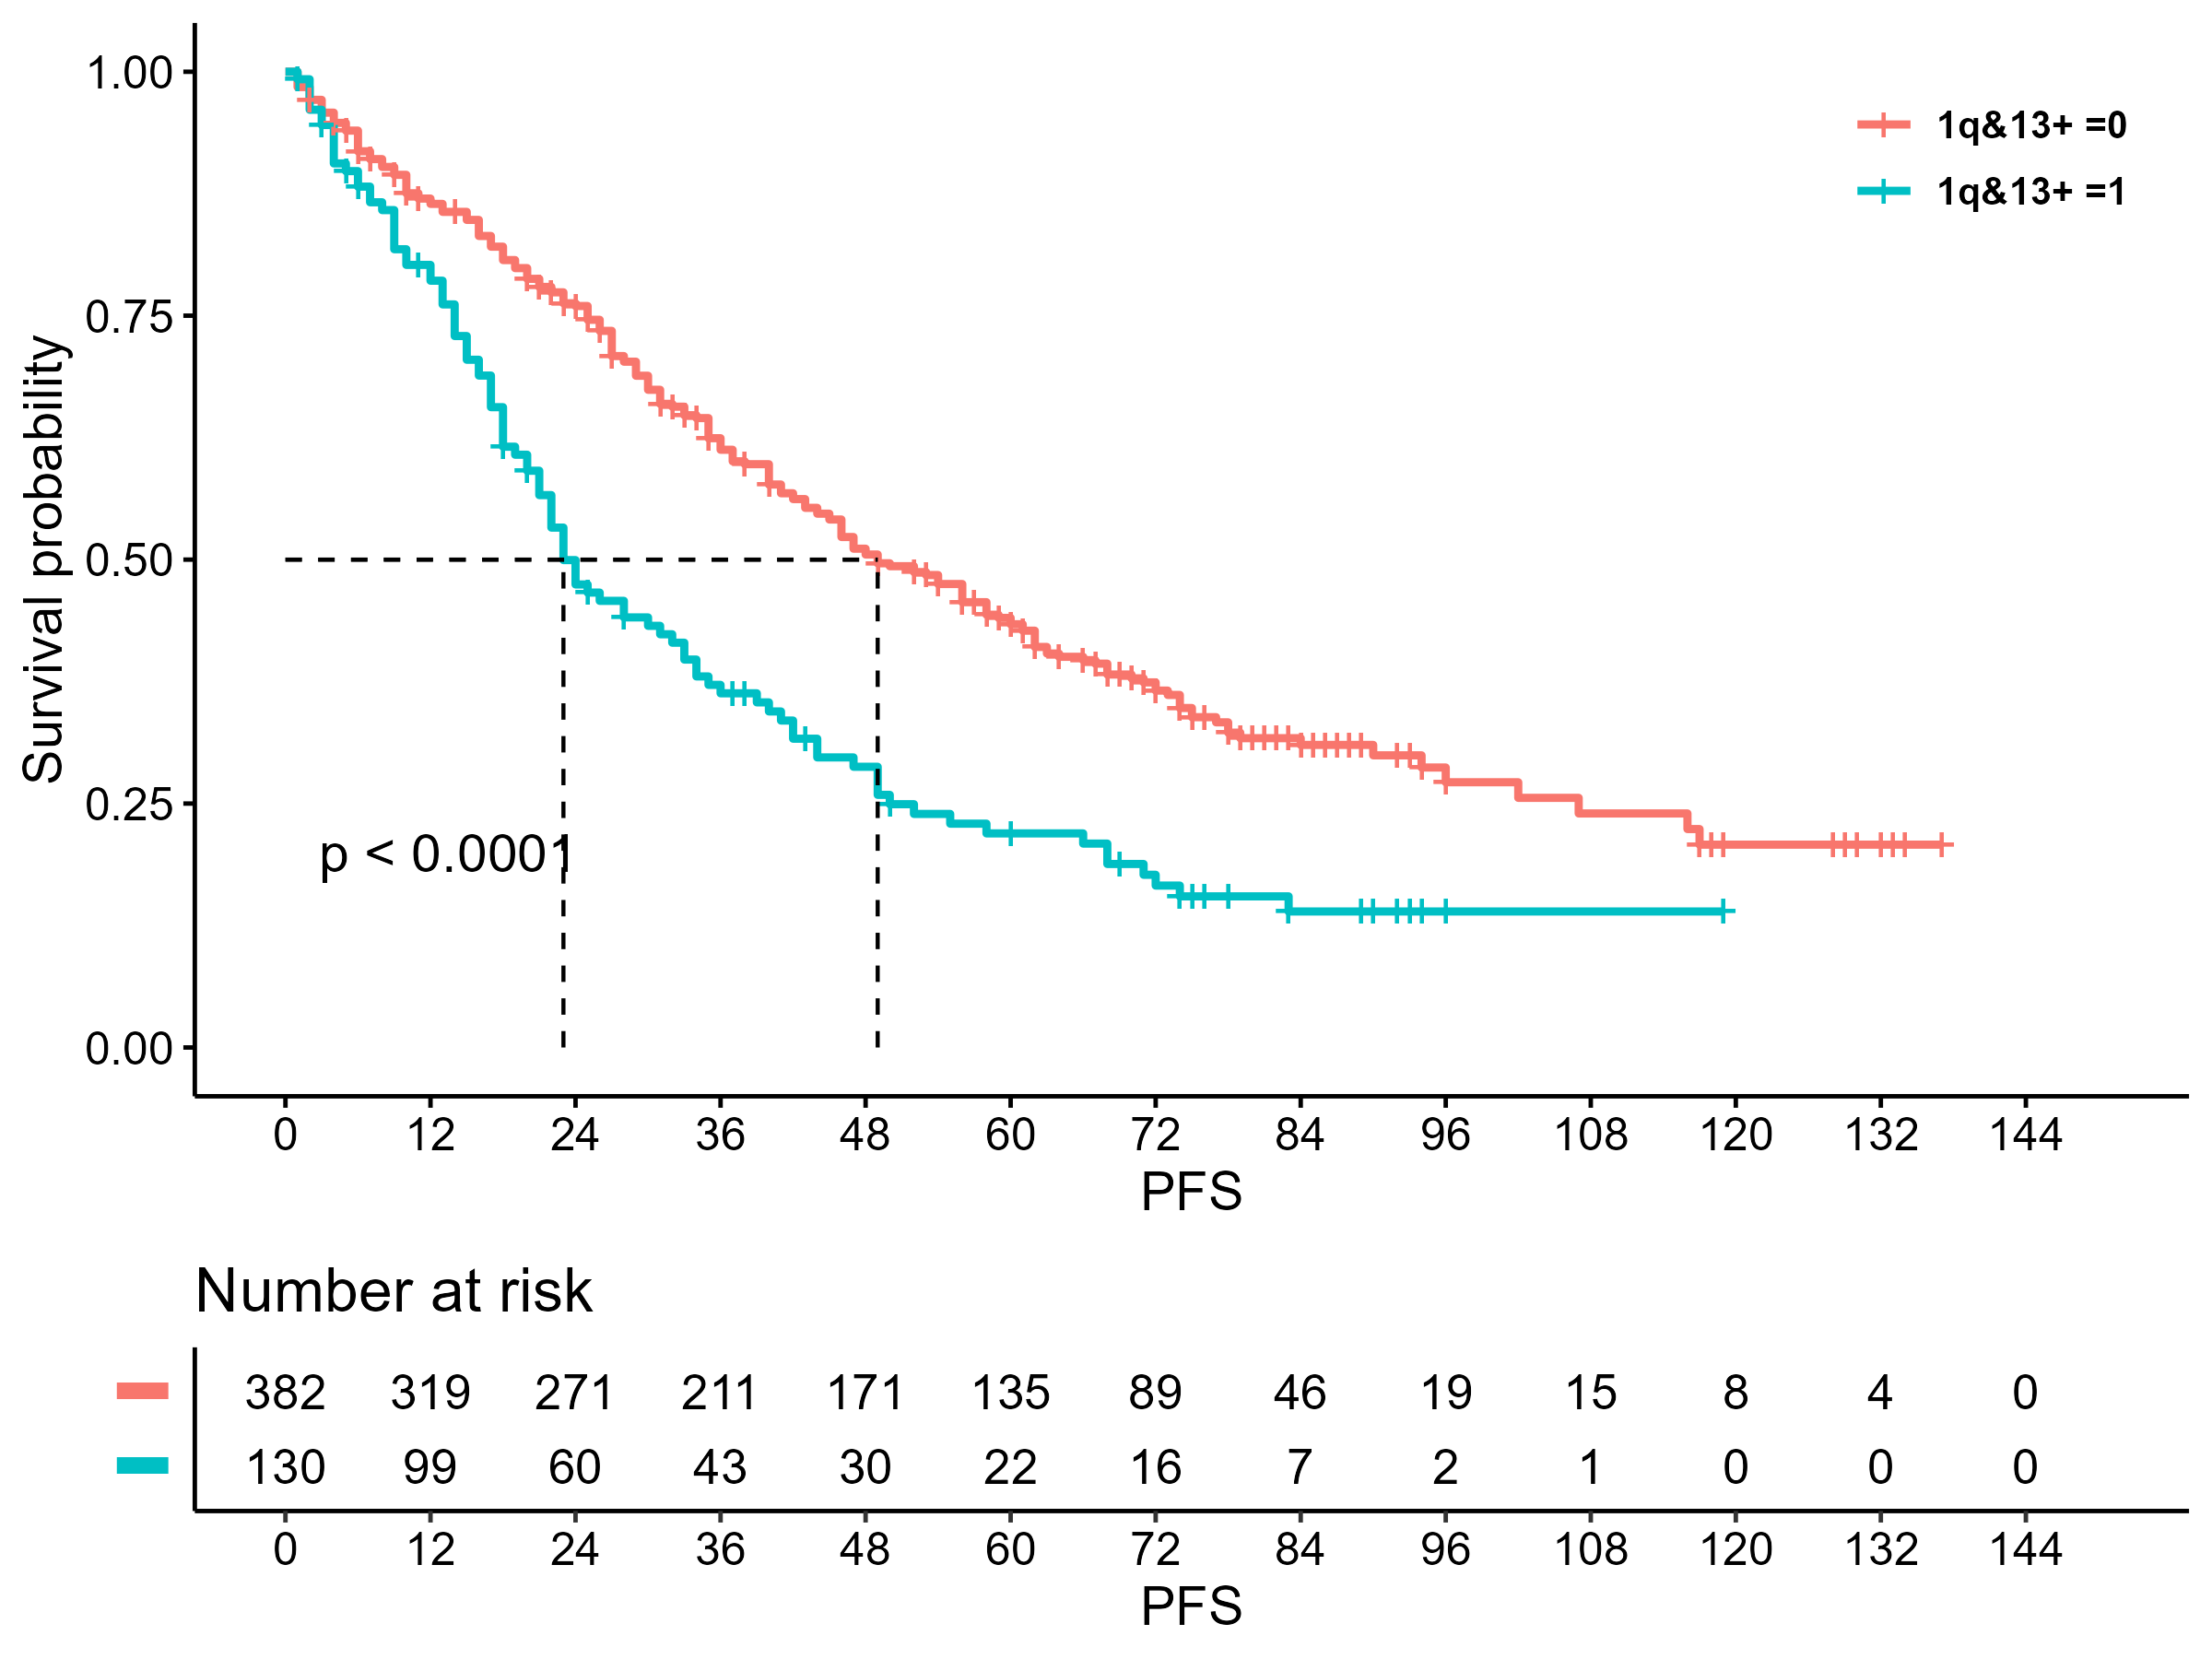 1.00
0.75
0.50
0.25
0.00
Survival probability
1q&13+ =0
1q&13+ =1
p < 0.0001
0 12 24 36 48 60 72 84 96 108 120 132 144
PFS
Number at risk
382 319 271 211 171 135 89 46 19 15 8 4 0
130 99 60 43 30 22 16 7 2 1 0 0 0
0 12 24 36 48 60 72 84 96 108 120 132 144
PFS